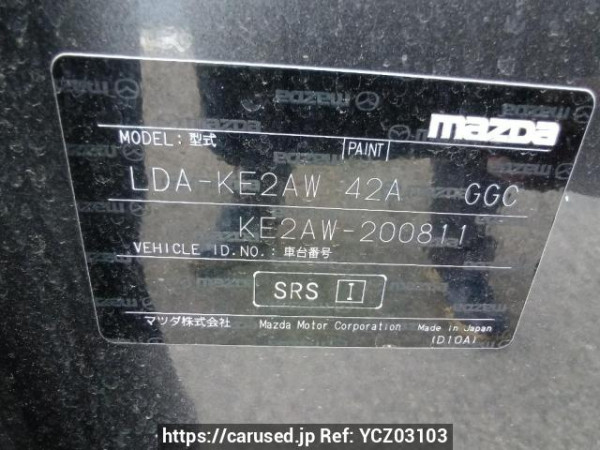 mazda
MODEL：型式
PAINT
LDA-KE2AW 42A GGC
KE2AW-200811
VEHICLE ID.NO.：車台番号
SRS I
マツダ株式会社 Mazda Motor Corporation Made in Japan
(D10A)
https://carused.jp Ref: YCZ03103